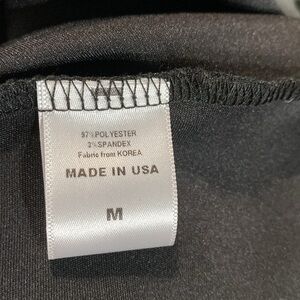 97%POLYESTER
3%SPANDEX
Fabric from KOREA
MADE IN USA
M